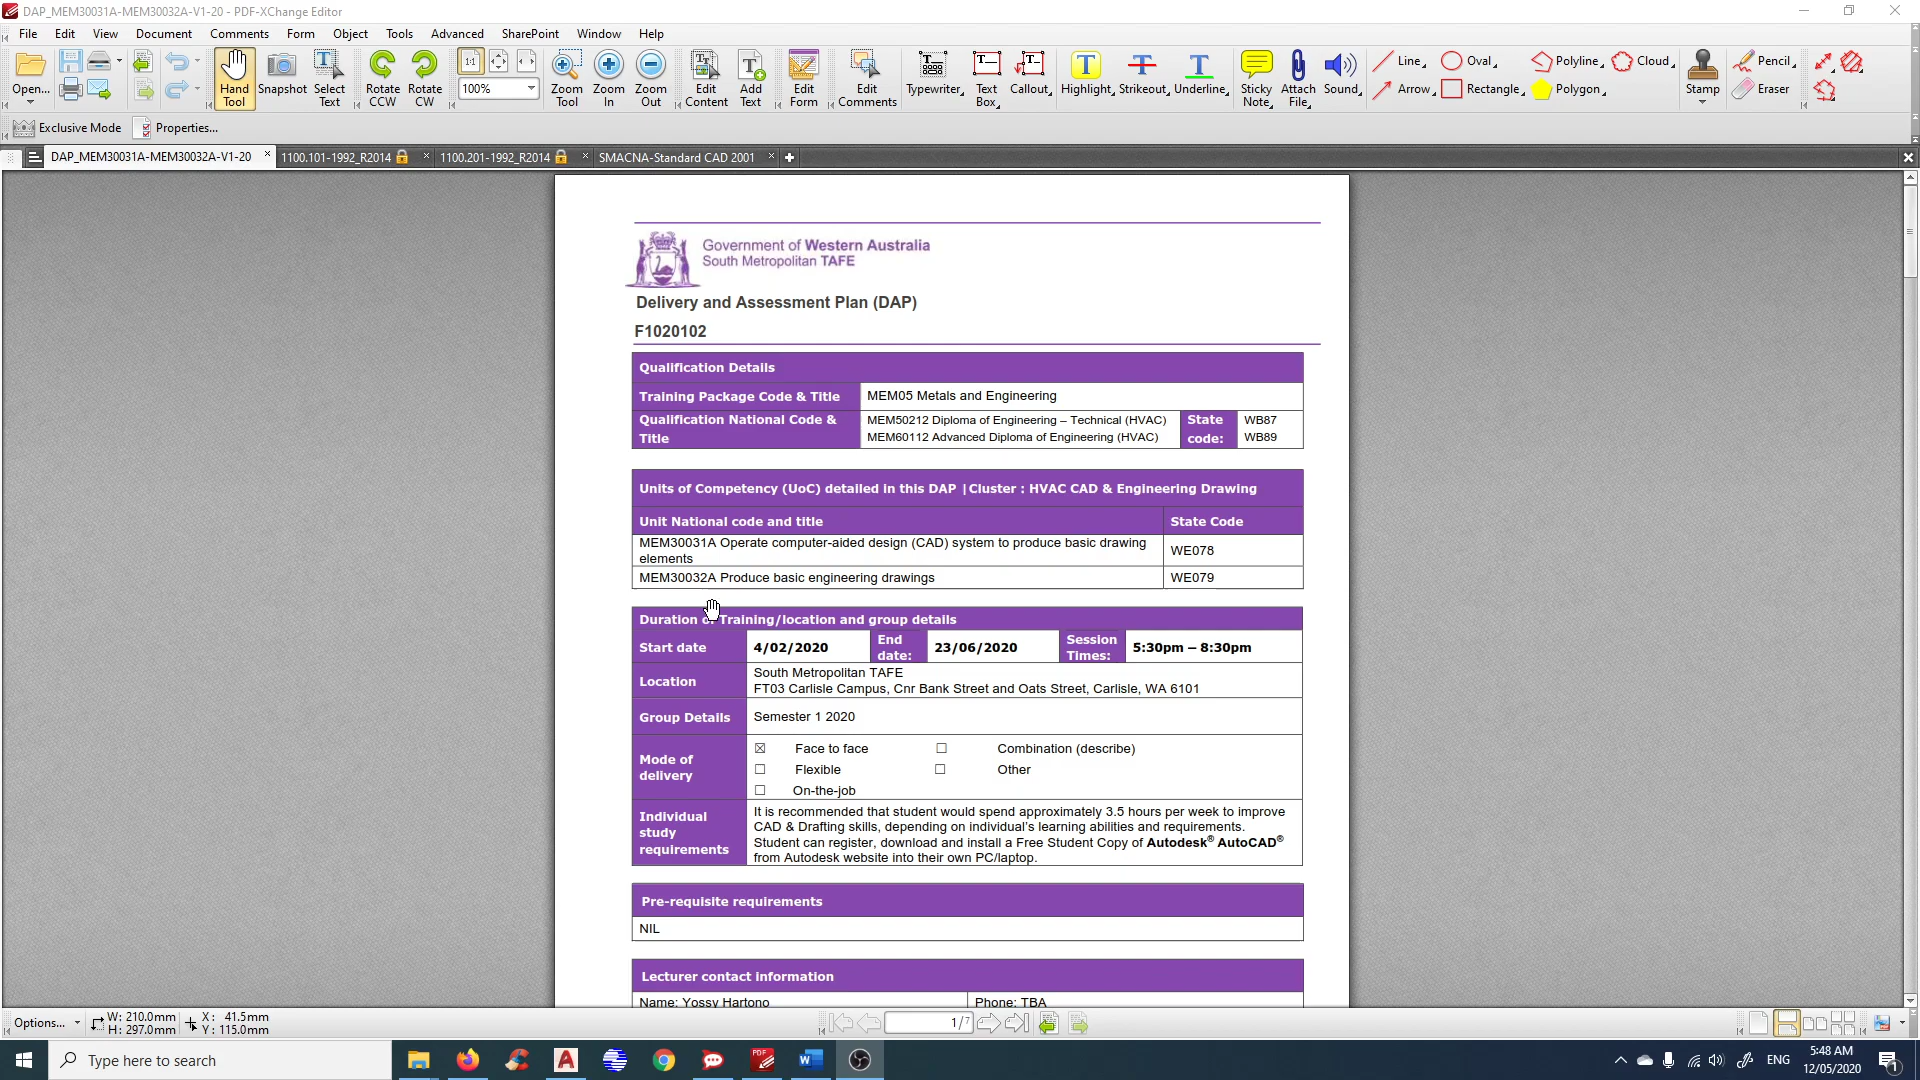 DAP_MEM30031A-MEM30032A-V1-20 - PDF-XChange Editor
File Edit View Document Comments Form Object Tools Advanced SharePoint Window Help
Open... Hand Tool Snapshot Select Text Rotate CCW Rotate CW 1:1 100% Zoom Tool Zoom In Zoom Out Edit Content Add Text Edit Form Edit Comments Typewriter Text Box Callout Highlight Strikeout Underline Sticky Note Attach File Sound Line Arrow Oval Rectangle Polyline Polygon Cloud Stamp Pencil Eraser
Exclusive Mode Properties...
DAP_MEM30031A-MEM30032A-V1-20 1100.101-1992_R2014 1100.201-1992_R2014 SMACNA-Standard CAD 2001
Government of Western Australia
South Metropolitan TAFE
Delivery and Assessment Plan (DAP)
F1020102
Qualification Details
Training Package Code & Title MEM05 Metals and Engineering
Qualification National Code & Title
MEM50212 Diploma of Engineering – Technical (HVAC)
MEM60112 Advanced Diploma of Engineering (HVAC)
State code:
WB87
WB89
Units of Competency (UoC) detailed in this DAP |Cluster : HVAC CAD & Engineering Drawing
Unit National code and title State Code
MEM30031A Operate computer-aided design (CAD) system to produce basic drawing
elements
WE078
MEM30032A Produce basic engineering drawings WE079
Duration of Training/location and group details
Start date 4/02/2020 End date: 23/06/2020 Session Times: 5:30pm – 8:30pm
Location
South Metropolitan TAFE
FT03 Carlisle Campus, Cnr Bank Street and Oats Street, Carlisle, WA 6101
Group Details Semester 1 2020
Mode of delivery
☒ Face to face ☐ Combination (describe)
☐ Flexible ☐ Other
☐ On-the-job
Individual study requirements
It is recommended that student would spend approximately 3.5 hours per week to improve
CAD & Drafting skills, depending on individual's learning abilities and requirements.
Student can register, download and install a Free Student Copy of Autodesk® AutoCAD®
from Autodesk website into their own PC/laptop.
Pre-requisite requirements
NIL
Lecturer contact information
Name: Yossy Hartono Phone: TBA
Options... W: 210.0mm H: 297.0mm X: 41.5mm Y: 115.0mm 1/7
Type here to search
ENG 5:48 AM
12/05/2020